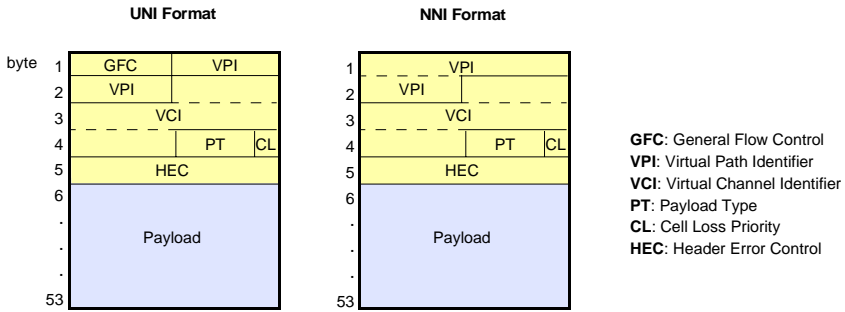 UNI Format
NNI Format
byte 1 GFC VPI
2 VPI
3 VCI
4 PT CL
5 HEC
6
.
. Payload
.
53
1 VPI
2 VPI
3 VCI
4 PT CL
5 HEC
6
.
. Payload
.
53
GFC: General Flow Control
VPI: Virtual Path Identifier
VCI: Virtual Channel Identifier
PT: Payload Type
CL: Cell Loss Priority
HEC: Header Error Control